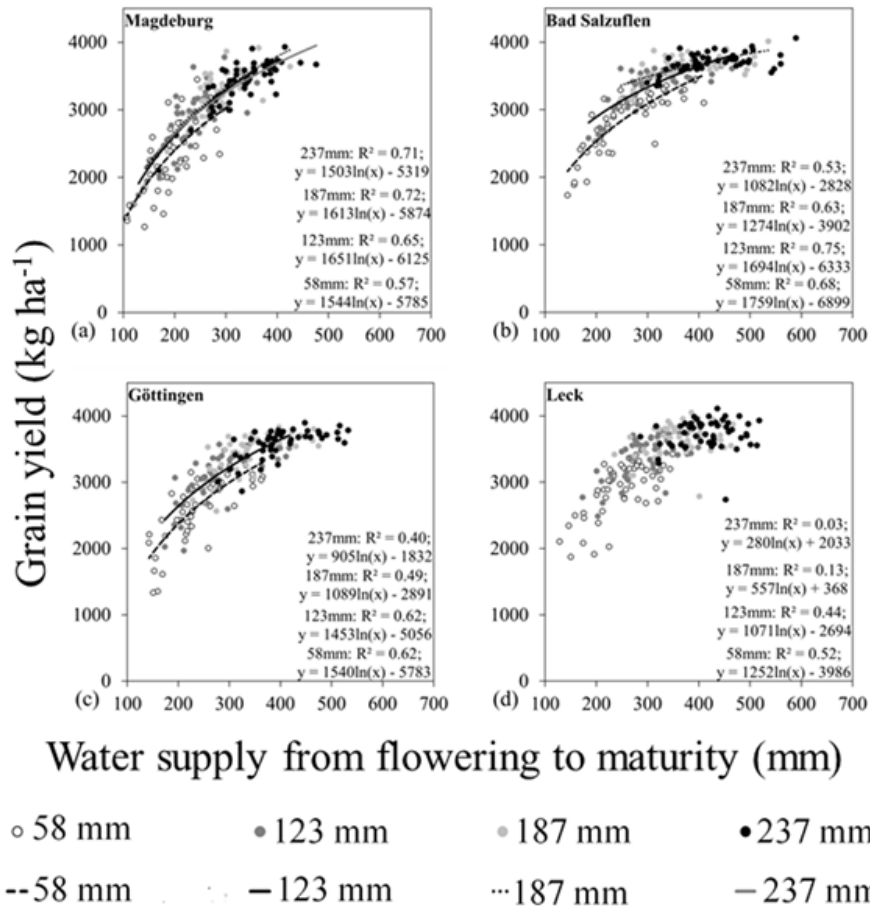 Magdeburg
4000
3000
2000
1000
0
237mm: R² = 0.71;
y = 1503ln(x) - 5319
187mm: R² = 0.72;
y = 1613ln(x) - 5874
123mm: R² = 0.65;
y = 1651ln(x) - 6125
58mm: R² = 0.57;
y = 1544ln(x) - 5785
(a)
100 200 300 400 500 600 700
Bad Salzuflen
4000
3000
2000
1000
0
237mm: R² = 0.53;
y = 1082ln(x) - 2828
187mm: R² = 0.63;
y = 1274ln(x) - 3902
123mm: R² = 0.75;
y = 1694ln(x) - 6333
58mm: R² = 0.68;
y = 1759ln(x) - 6899
(b)
100 200 300 400 500 600 700
Grain yield (kg ha⁻¹)
Göttingen
4000
3000
2000
1000
0
237mm: R² = 0.40;
y = 905ln(x) - 1832
187mm: R² = 0.49;
y = 1089ln(x) - 2891
123mm: R² = 0.62;
y = 1453ln(x) - 5056
58mm: R² = 0.62;
y = 1540ln(x) - 5783
(c)
100 200 300 400 500 600 700
Leck
4000
3000
2000
1000
0
237mm: R² = 0.03;
y = 280ln(x) + 2033
187mm: R² = 0.13;
y = 557ln(x) + 368
123mm: R² = 0.44;
y = 1071ln(x) - 2694
58mm: R² = 0.52;
y = 1252ln(x) - 3986
(d)
100 200 300 400 500 600 700
Water supply from flowering to maturity (mm)
58 mm 123 mm 187 mm 237 mm
58 mm 123 mm 187 mm 237 mm